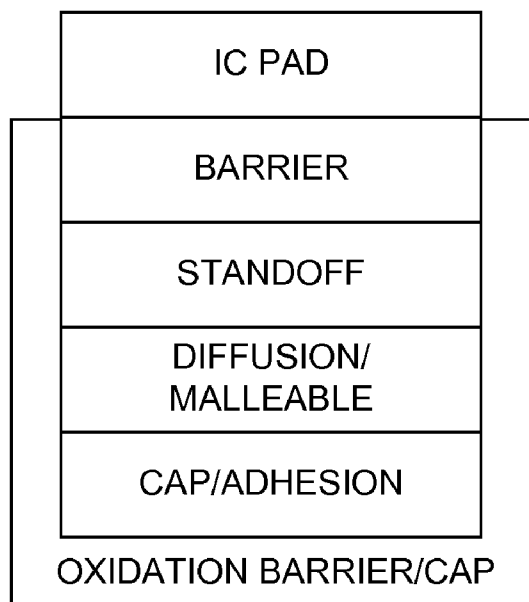 IC PAD
BARRIER
STANDOFF
DIFFUSION/
MALLEABLE
CAP/ADHESION
OXIDATION BARRIER/CAP